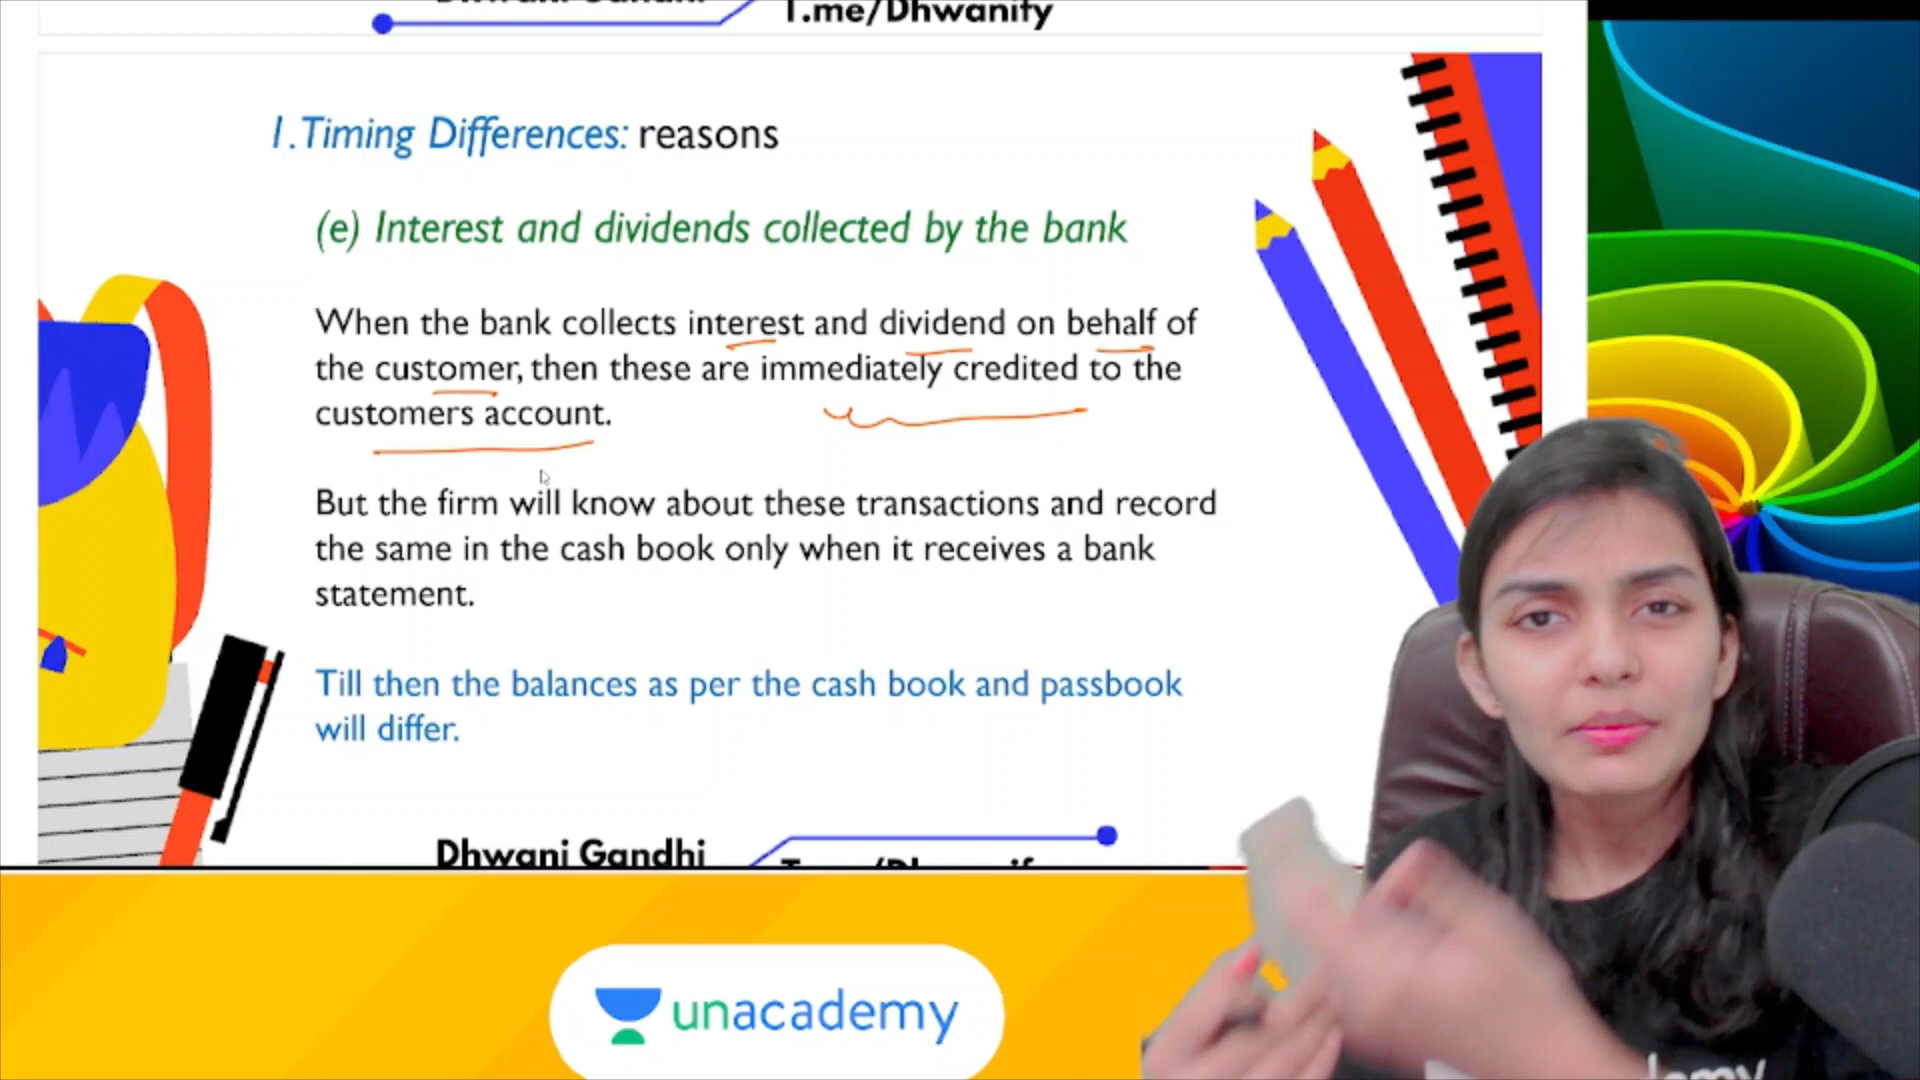 T.me/Dhwanify
1.Timing Differences: reasons
(e) Interest and dividends collected by the bank
When the bank collects interest and dividend on behalf of
the customer, then these are immediately credited to the
customers account.
But the firm will know about these transactions and record
the same in the cash book only when it receives a bank
statement.
Till then the balances as per the cash book and passbook
will differ.
Dhwani Gandhi
unacademy